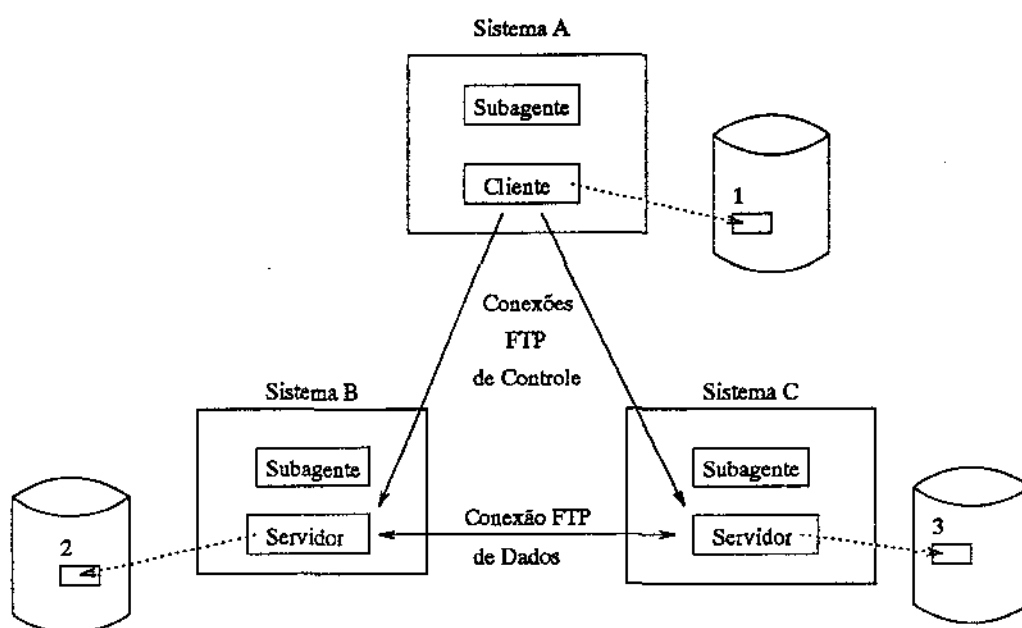 Sistema A
Subagente
Cliente
1
Conexões
FTP
de Controle
Sistema B
Sistema C
Subagente
Subagente
2
Servidor
Conexão FTP
de Dados
Servidor
3